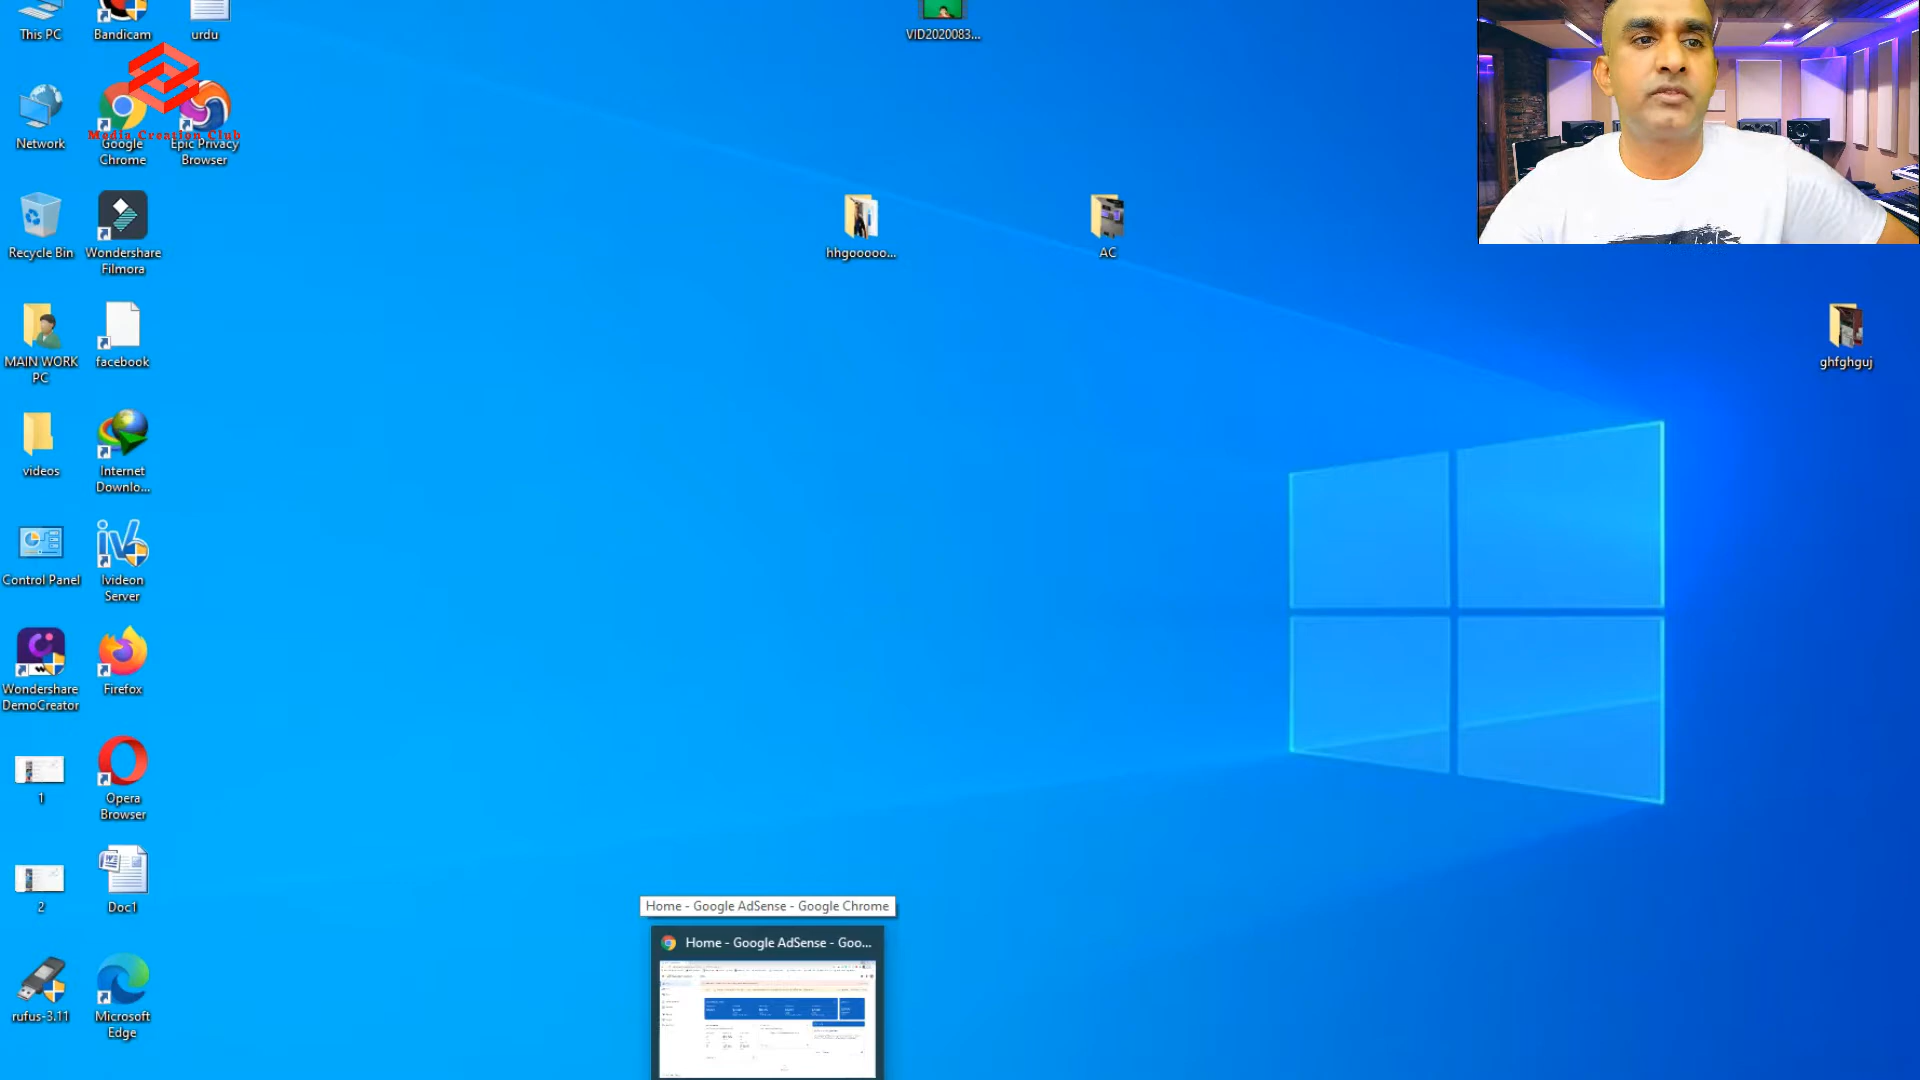 This PC
Bandicam
urdu
VID2020083...
Media Creation Club
Network
Google
Chrome
Epic Privacy
Browser
Recycle Bin
Wondershare
Filmora
hhgooooo...
AC
MAIN WORK
PC
facebook
ghfghguj
videos
Internet
Downlo...
Control Panel
Ivideon
Server
Wondershare
DemoCreator
Firefox
1
Opera
Browser
2
Doc1
Home - Google AdSense - Google Chrome
Home - Google AdSense - Goo...
rufus-3.11
Microsoft
Edge